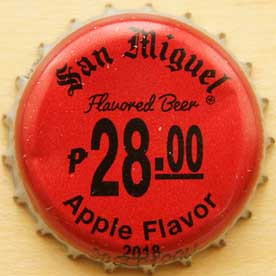 San Miguel®
Flavored Beer
₱28.00
Apple Flavor
2018